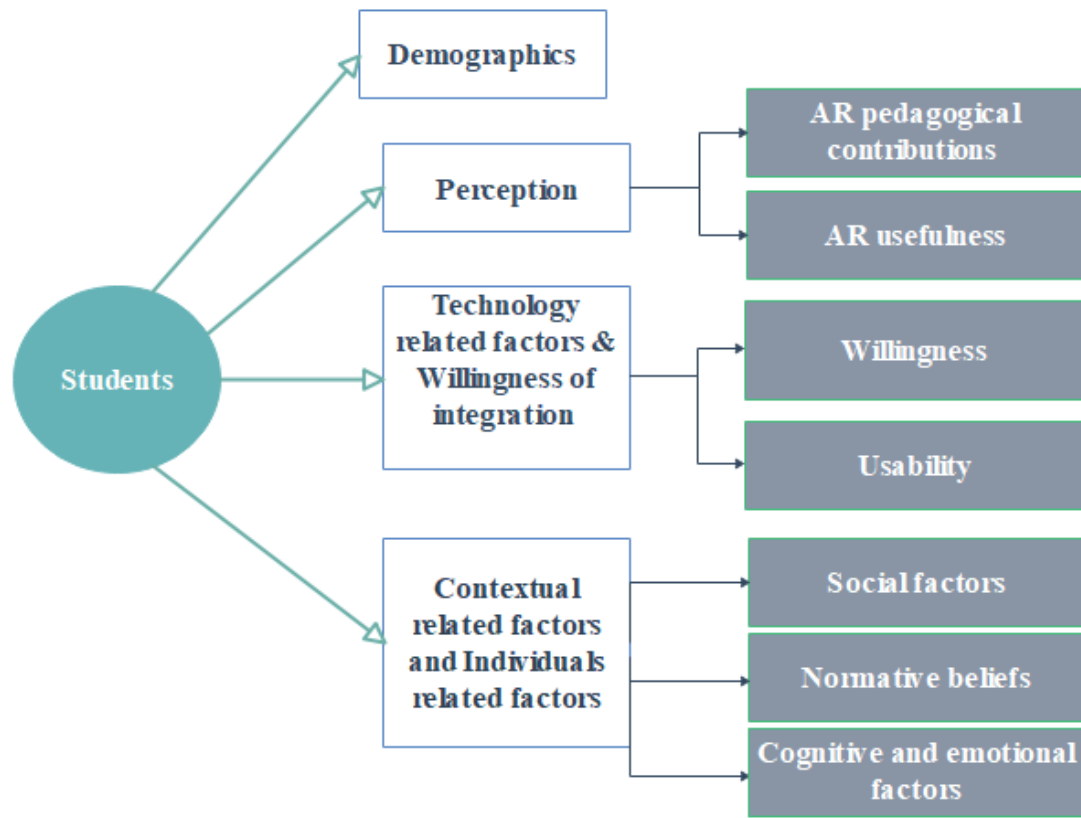 Demographics
AR pedagogical
contributions
Perception
AR usefulness
Technology
related factors &
Willingness of
integration
Willingness
Students
Usability
Contextual
related factors
and Individuals
related factors
Social factors
Normative beliefs
Cognitive and emotional
factors